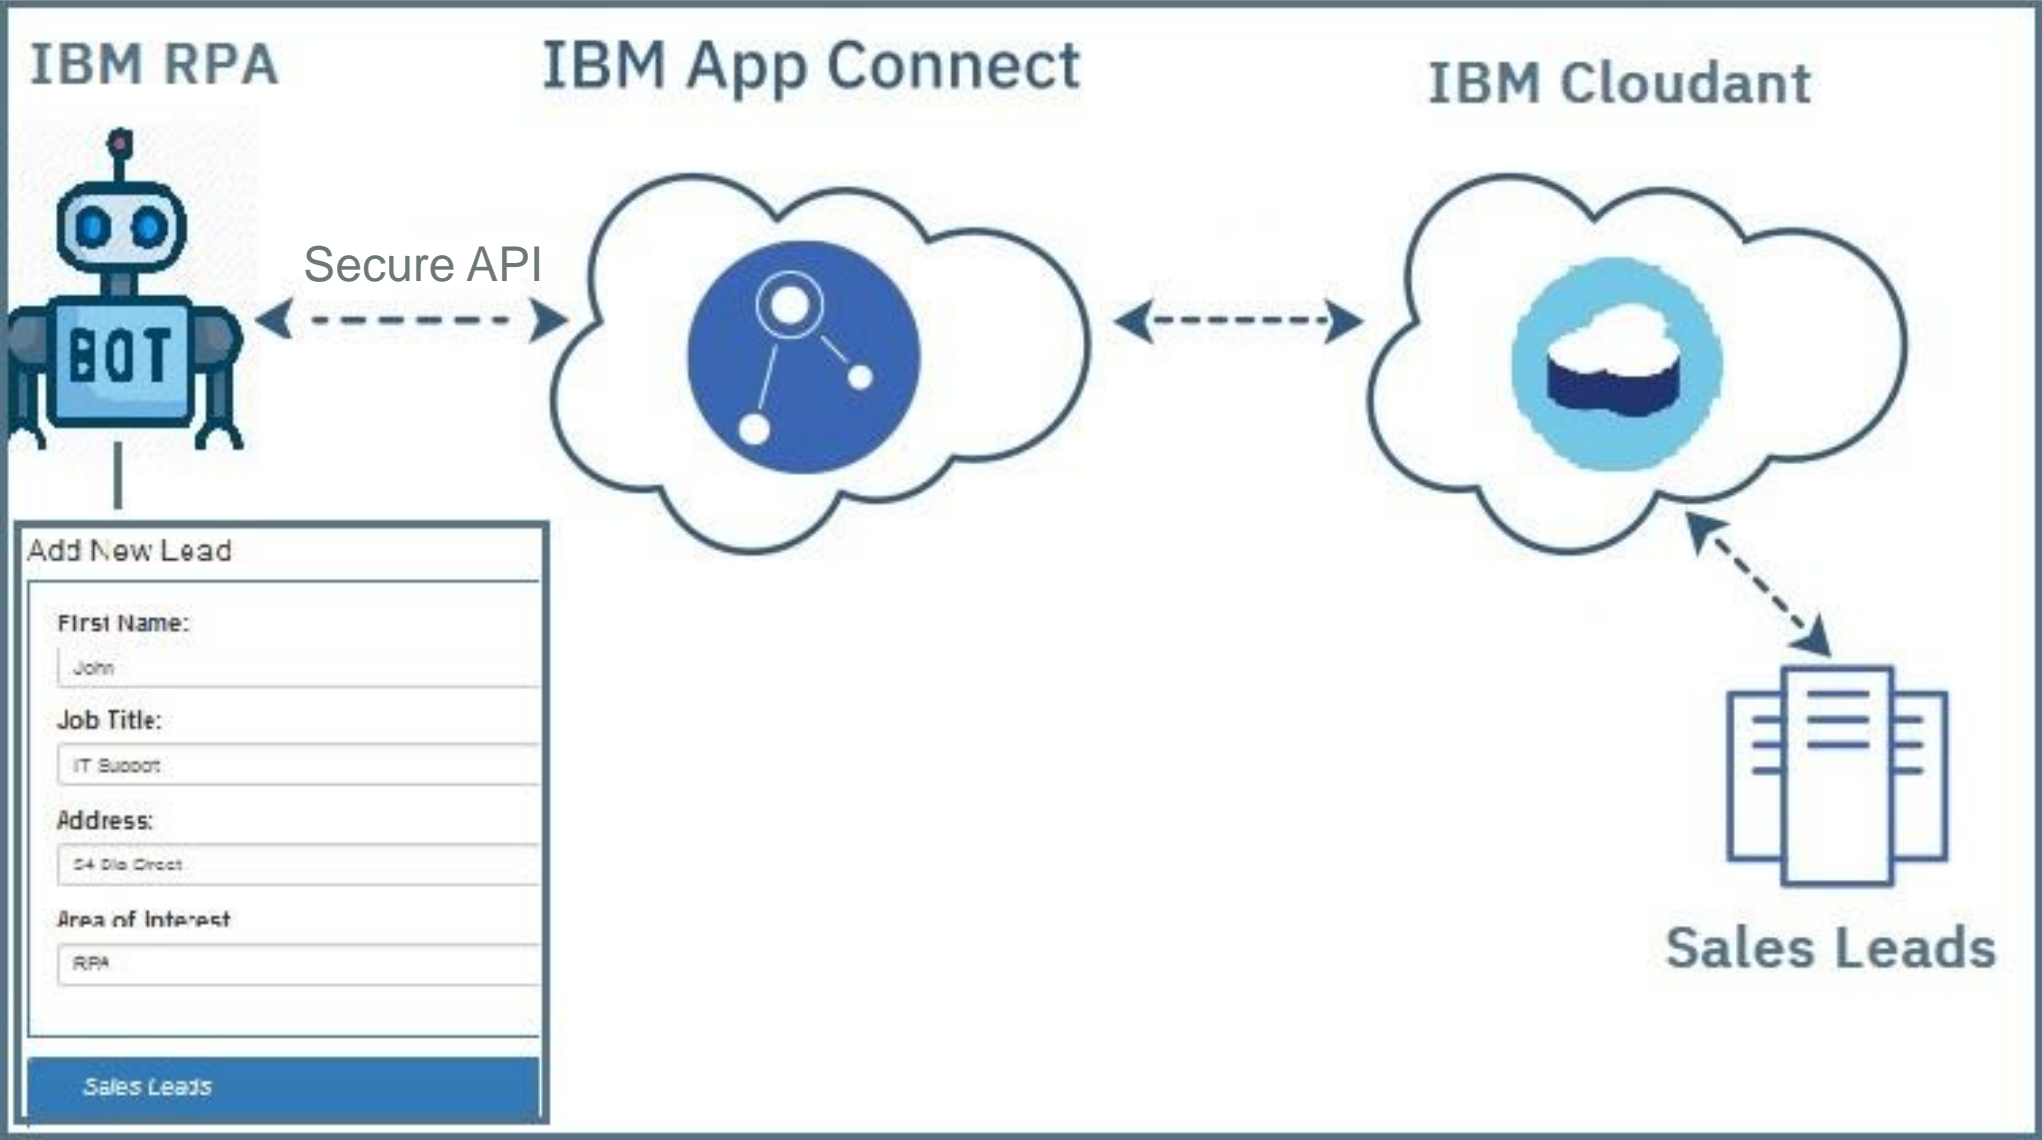 IBM RPA
IBM App Connect
IBM Cloudant
Secure API
BOT
Add New Lead
First Name:
John
Job Title:
IT Support
Address:
Street
Area of Interest
RPA
Sales Leads
Sales Leads